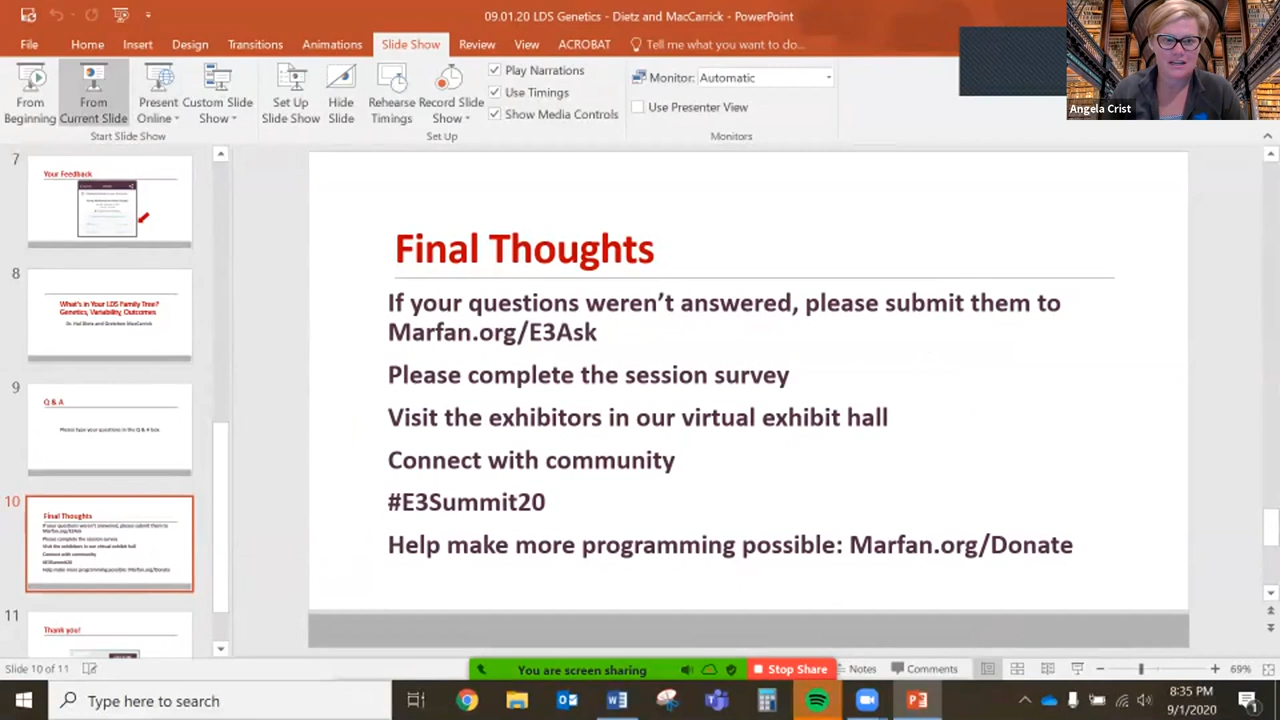 09.01.20 LDS Genetics - Dietz and MacCarrick - PowerPoint
File Home Insert Design Transitions Animations Slide Show Review View ACROBAT Tell me what you want to do...
From Beginning
From Current Slide
Present Online
Custom Slide Show
Start Slide Show
Set Up Slide Show
Hide Slide
Rehearse Timings
Record Slide Show
Play Narrations
Use Timings
Show Media Controls
Set Up
Monitor: Automatic
Use Presenter View
Monitors
Angela Crist
7
Your Feedback
8
What's in Your LDS Family Tree?
Genetics, Variability, Outcomes
Dr. Hal Dietz and Gretchen MacCarrick
9
Q & A
Please type your questions in the Q & A box
10
Final Thoughts
If your questions weren't answered, please submit them to
Marfan.org/E3Ask
Please complete the session survey
Visit the exhibitors in our virtual exhibit hall
Connect with community
#E3Summit20
Help make more programming possible: Marfan.org/Donate
11
Thank you!
Final Thoughts
If your questions weren't answered, please submit them to
Marfan.org/E3Ask
Please complete the session survey
Visit the exhibitors in our virtual exhibit hall
Connect with community
#E3Summit20
Help make more programming possible: Marfan.org/Donate
Slide 10 of 11
You are screen sharing
Stop Share
Notes
Comments
69%
Type here to search
8:35 PM
9/1/2020
1